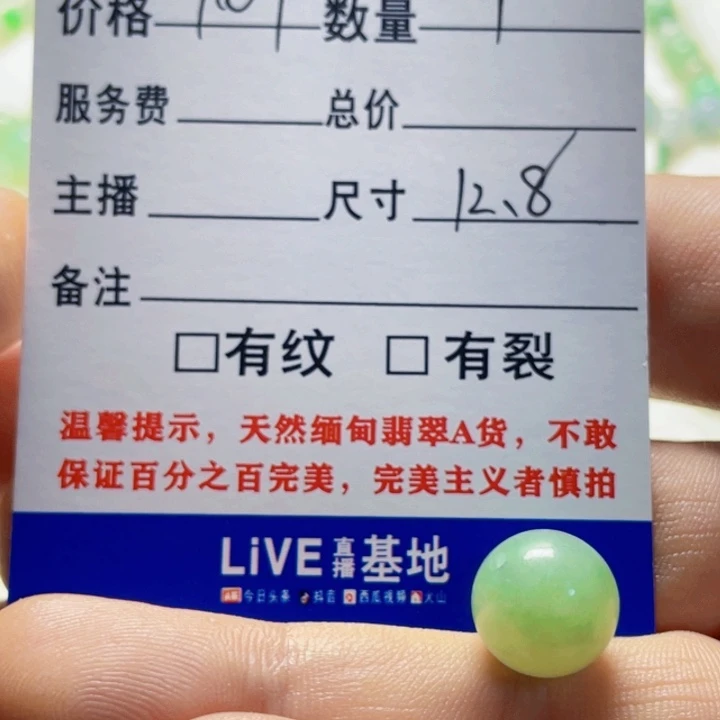 价格 数量 1
服务费 总价
主播 尺寸 12.8
备注
□有纹 □有裂
温馨提示，天然缅甸翡翠A货，不敢
保证百分之百完美，完美主义者慎拍
LiVE 直播 基地
今日头条 抖音 西瓜视频 火山